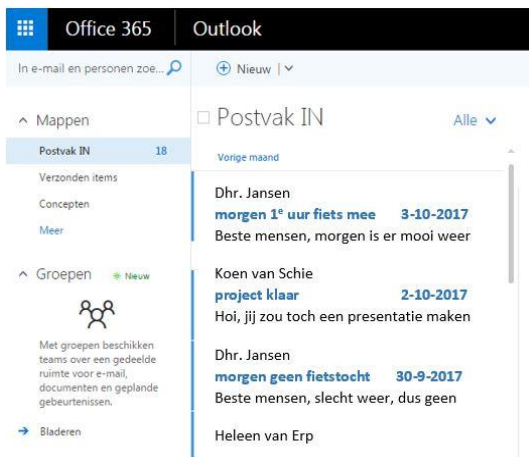 Office 365 Outlook
In e-mail en personen zoe...
Nieuw
Mappen
Postvak IN 18
Verzonden items
Concepten
Meer
Groepen Nieuw
Met groepen beschikken
teams over een gedeelde
ruimte voor e-mail,
documenten en geplande
gebeurtenissen.
Bladeren
Postvak IN Alle
Vorige maand
Dhr. Jansen
morgen 1e uur fiets mee 3-10-2017
Beste mensen, morgen is er mooi weer
Koen van Schie
project klaar 2-10-2017
Hoi, jij zou toch een presentatie maken
Dhr. Jansen
morgen geen fietstocht 30-9-2017
Beste mensen, slecht weer, dus geen
Heleen van Erp